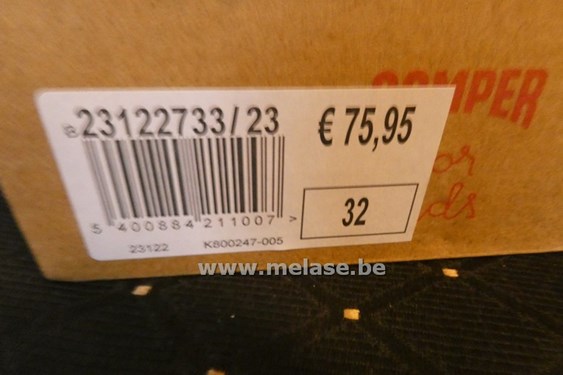 CAMPER
23122733/23
€ 75,95
5 400884 211007 >
32
23122 K800247-005
www.melase.be